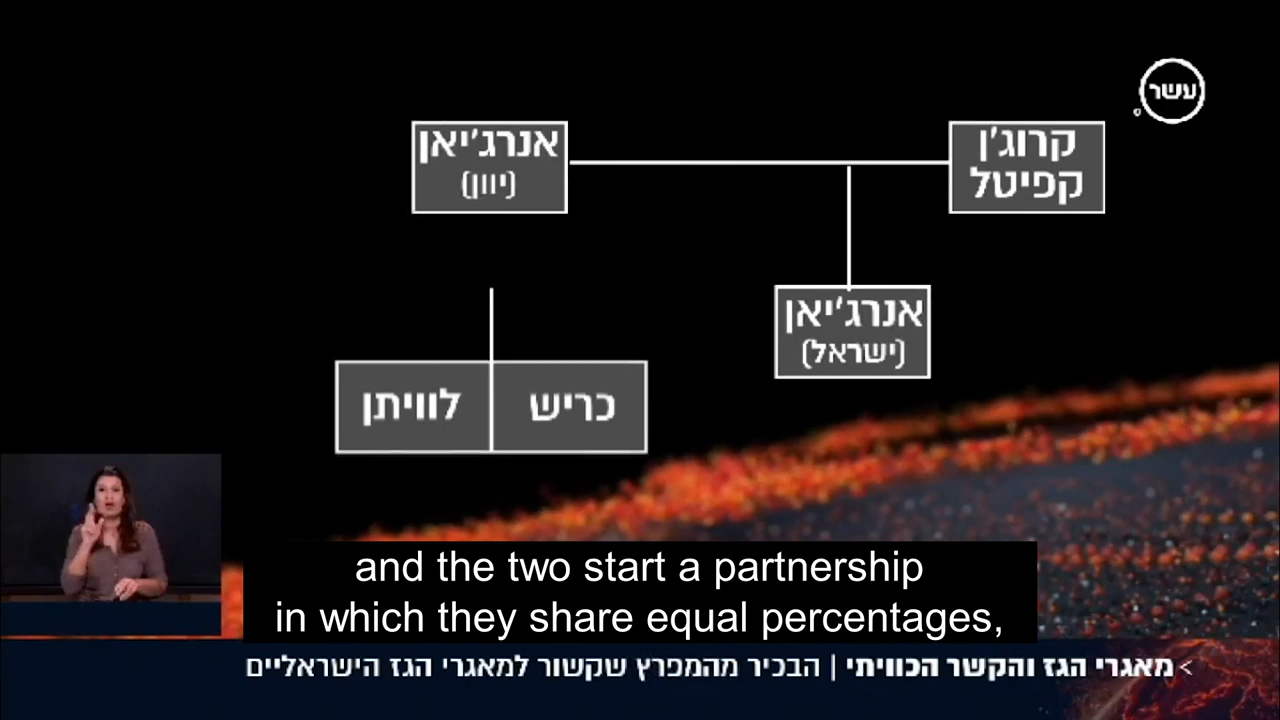 עשר
אנרג'יאן
(יוון)
קרוג'ן
קפיטל
אנרג'יאן
(ישראל)
לוויתן
כריש
and the two start a partnership
in which they share equal percentages,
> מאגרי הגז והקשר הכוויתי | הבכיר מהמפרץ שקשור למאגרי הגז הישראליים